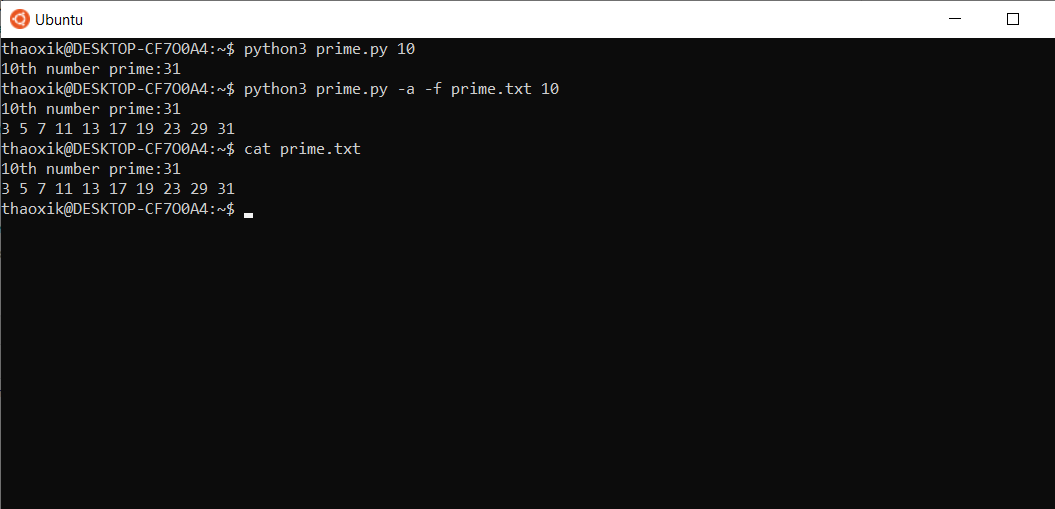 Ubuntu
thaoxik@DESKTOP-CF7O0A4:~$ python3 prime.py 10
10th number prime:31
thaoxik@DESKTOP-CF7O0A4:~$ python3 prime.py -a -f prime.txt 10
10th number prime:31
3 5 7 11 13 17 19 23 29 31
thaoxik@DESKTOP-CF7O0A4:~$ cat prime.txt
10th number prime:31
3 5 7 11 13 17 19 23 29 31
thaoxik@DESKTOP-CF7O0A4:~$